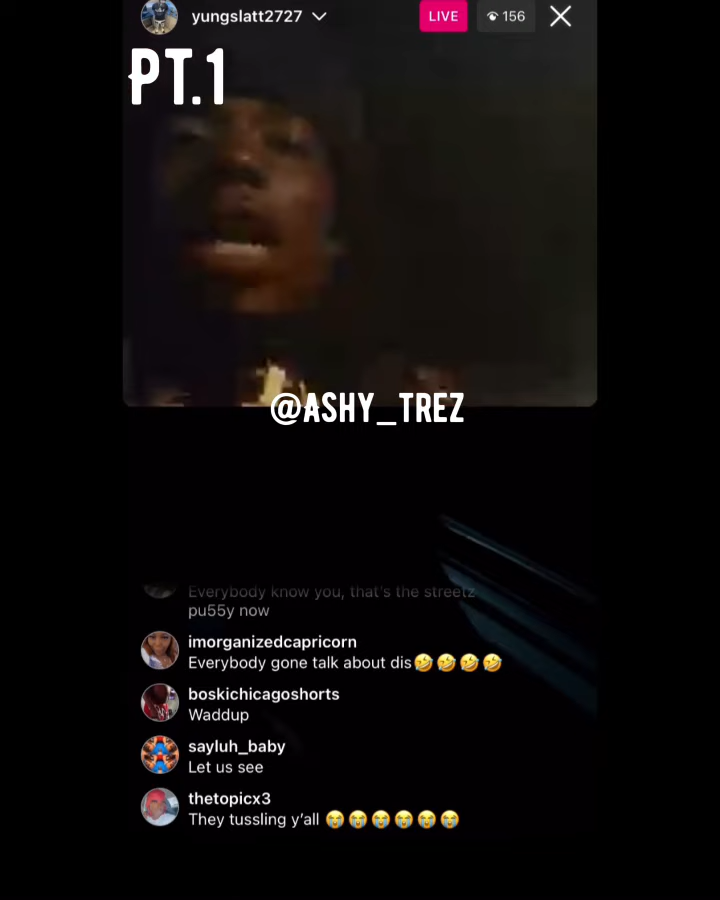 yungslatt2727
LIVE
156
PT.1
@ASHY_TREZ
Everybody know you, that's the streetz
pu55y now
imorganizedcapricorn
Everybody gone talk about dis🤣🤣🤣🤣
boskichicagoshorts
Waddup
sayluh_baby
Let us see
thetopicx3
They tussling y'all 😭😭😭😭😭😭